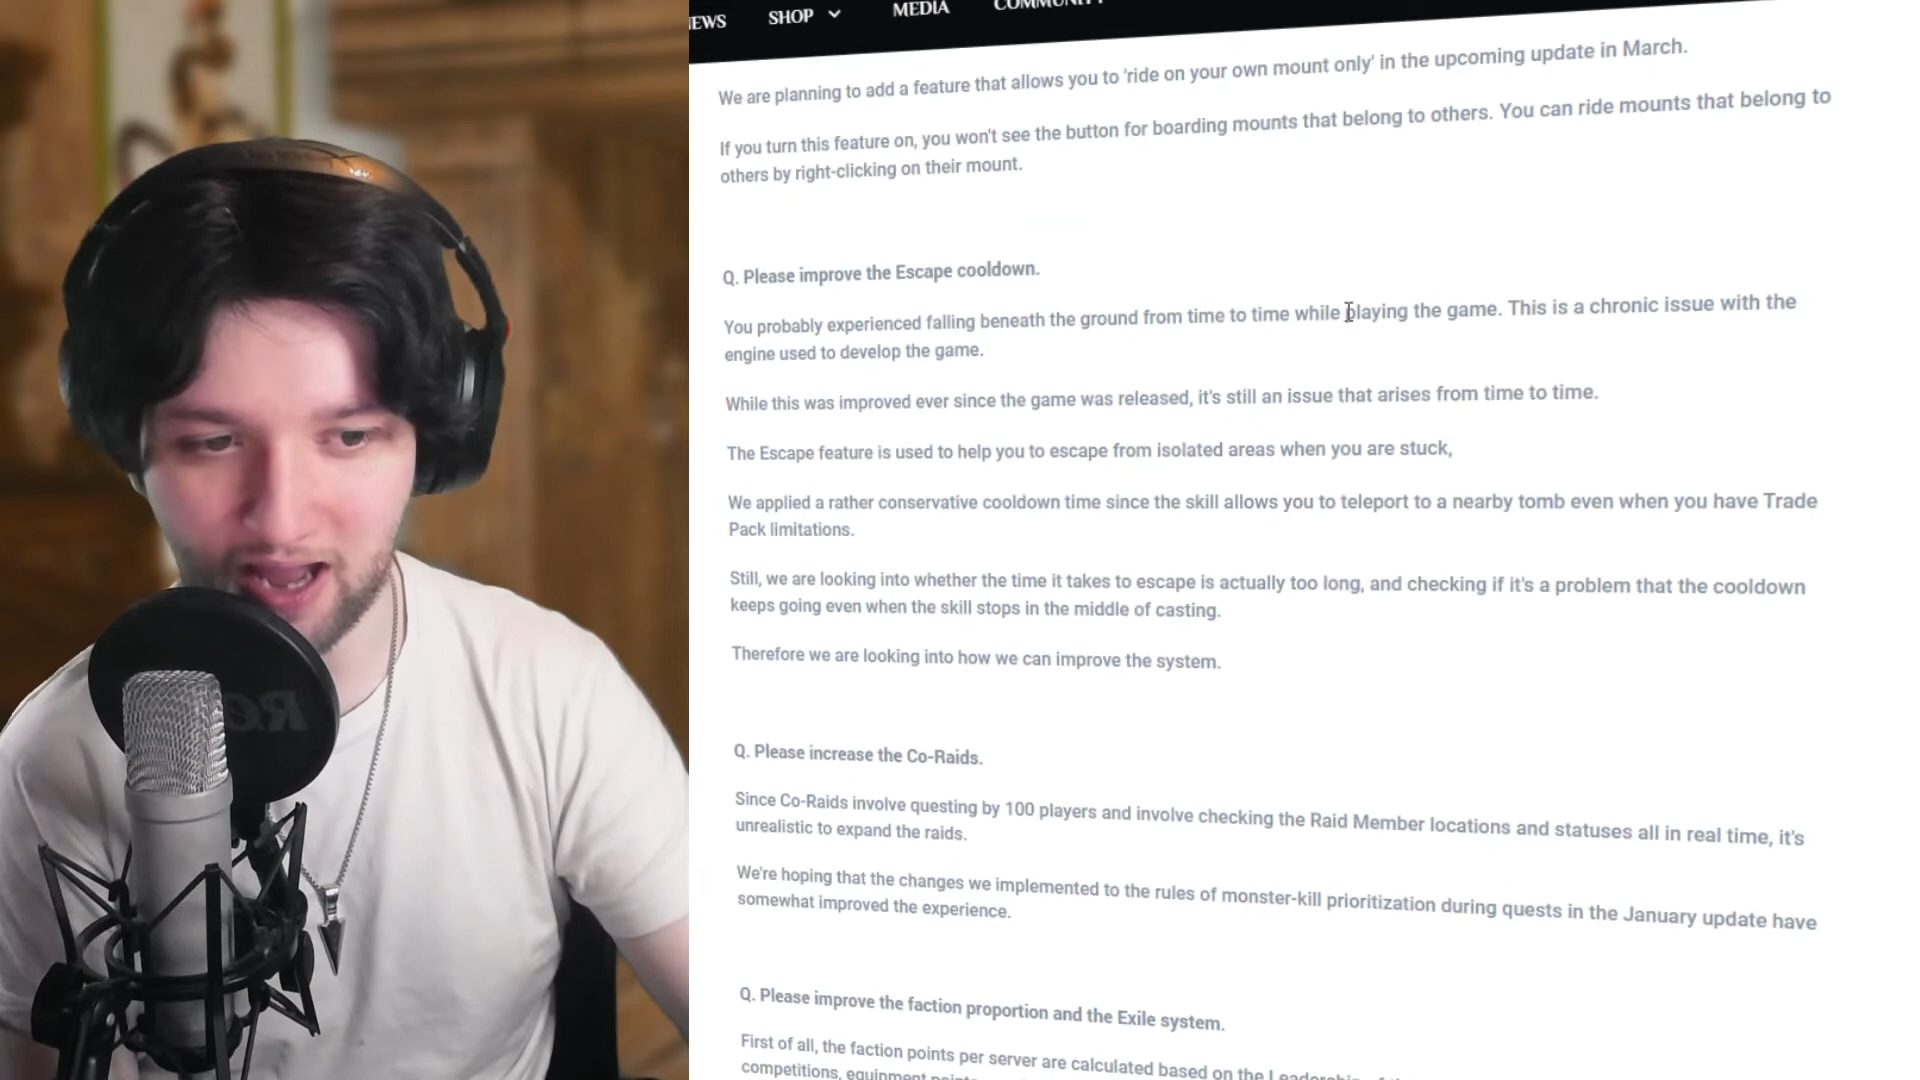 SHOP
MEDIA
We are planning to add a feature that allows you to 'ride on your own mount only' in the upcoming update in March.
If you turn this feature on, you won't see the button for boarding mounts that belong to others. You can ride mounts that belong to
others by right-clicking on their mount.
Q. Please improve the Escape cooldown.
You probably experienced falling beneath the ground from time to time while playing the game. This is a chronic issue with the
engine used to develop the game.
While this was improved ever since the game was released, it's still an issue that arises from time to time.
The Escape feature is used to help you to escape from isolated areas when you are stuck,
We applied a rather conservative cooldown time since the skill allows you to teleport to a nearby tomb even when you have Trade
Pack limitations.
Still, we are looking into whether the time it takes to escape is actually too long, and checking if it's a problem that the cooldown
keeps going even when the skill stops in the middle of casting.
Therefore we are looking into how we can improve the system.
Q. Please increase the Co-Raids.
Since Co-Raids involve questing by 100 players and involve checking the Raid Member locations and statuses all in real time, it's
unrealistic to expand the raids.
We're hoping that the changes we implemented to the rules of monster-kill prioritization during quests in the January update have
somewhat improved the experience.
Q. Please improve the faction proportion and the Exile system.
First of all, the faction points per server are calculated based on the
competitions, equipment